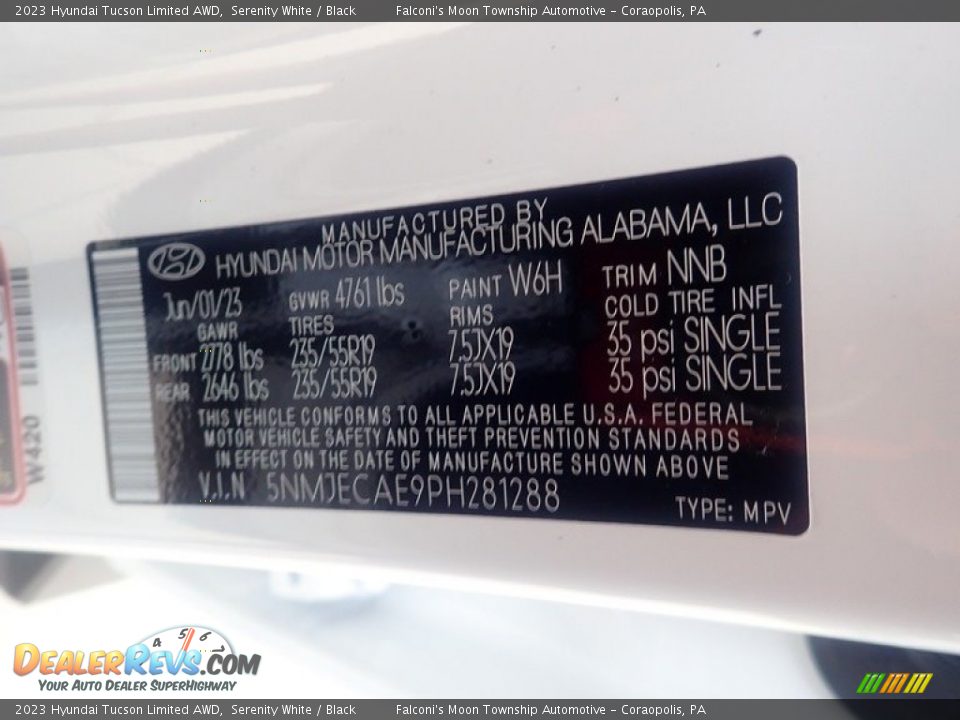 2023 Hyundai Tucson Limited AWD, Serenity White / Black Falconi's Moon Township Automotive - Coraopolis, PA
MANUFACTURED BY
HYUNDAI MOTOR MANUFACTURING ALABAMA, LLC
Jun/01/23 GVWR 4761 lbs PAINT W6H TRIM NNB
GAWR TIRES RIMS COLD TIRE INFL
FRONT 2778 lbs 235/55R19 7.5JX19 35 psi SINGLE
REAR 2646 lbs 235/55R19 7.5JX19 35 psi SINGLE
THIS VEHICLE CONFORMS TO ALL APPLICABLE U.S.A. FEDERAL
MOTOR VEHICLE SAFETY AND THEFT PREVENTION STANDARDS
IN EFFECT ON THE DATE OF MANUFACTURE SHOWN ABOVE
V.I.N 5NMJECAE9PH281288
TYPE: MPV
W420
4 5 6
DEALERREVS.COM
YOUR AUTO DEALER SUPERHIGHWAY
2023 Hyundai Tucson Limited AWD, Serenity White / Black Falconi's Moon Township Automotive - Coraopolis, PA